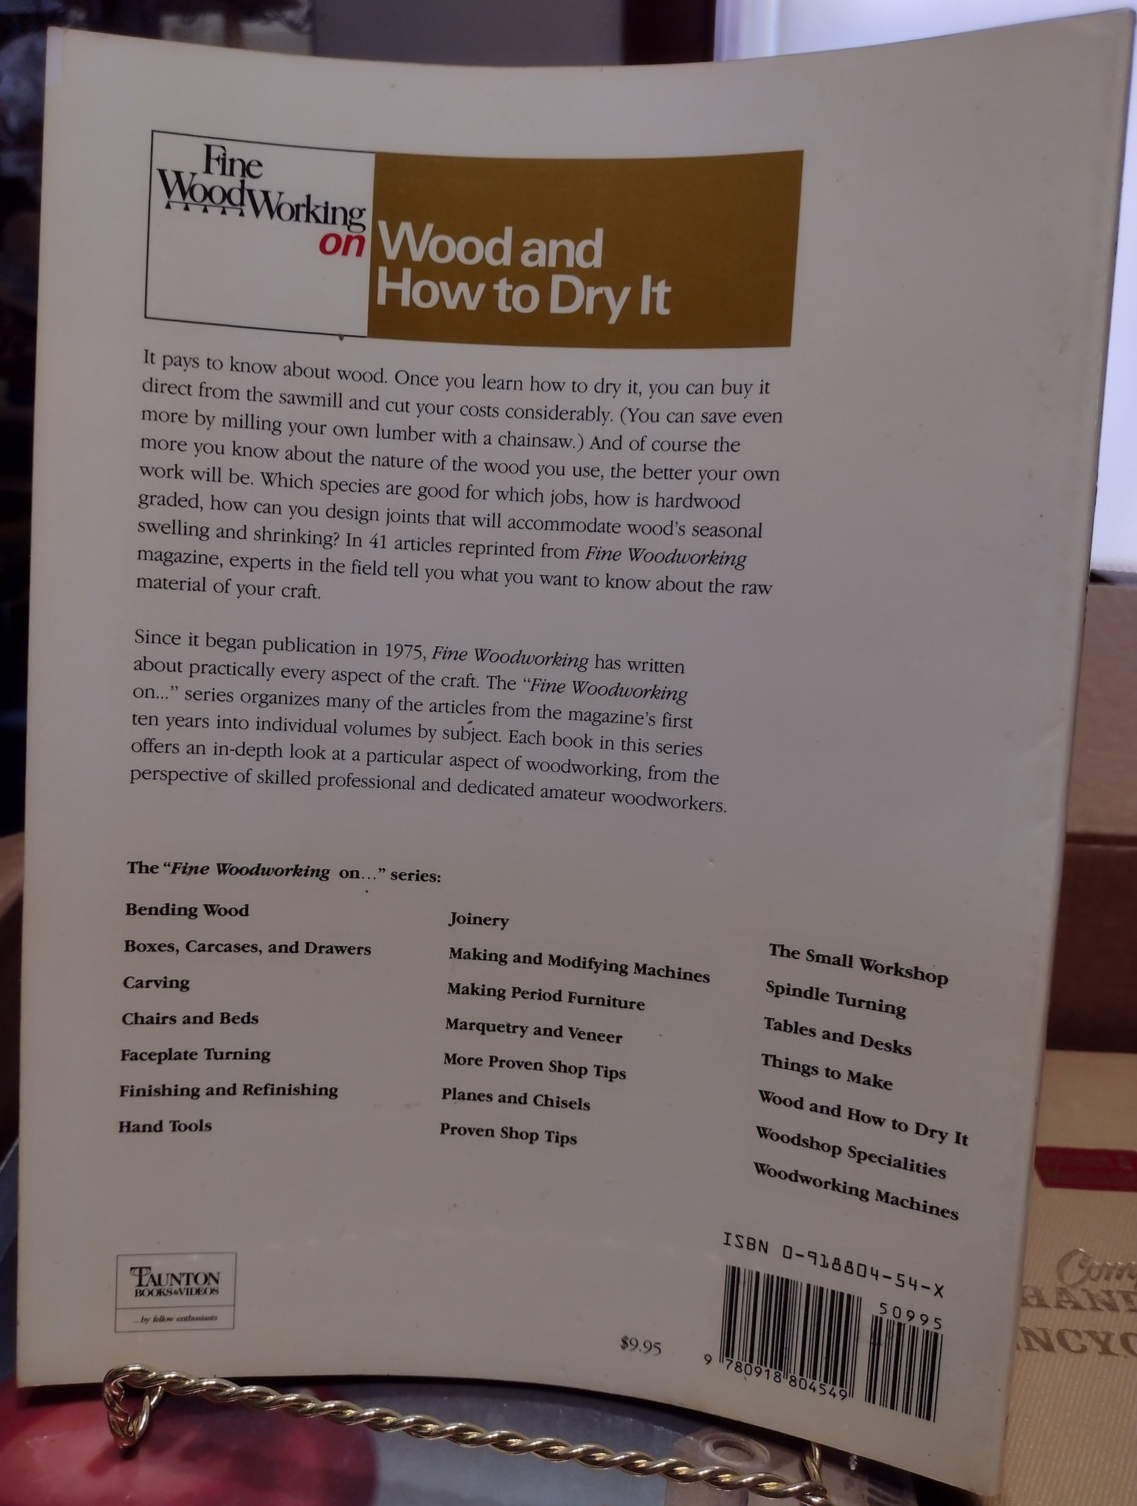 Fine
WoodWorking
on
Wood and
How to Dry It
It pays to know about wood. Once you learn how to dry it, you can buy it
direct from the sawmill and cut your costs considerably. (You can save even
more by milling your own lumber with a chainsaw.) And of course the
more you know about the nature of the wood you use, the better your own
work will be. Which species are good for which jobs, how is hardwood
graded, how can you design joints that will accommodate wood's seasonal
swelling and shrinking? In 41 articles reprinted from Fine Woodworking
magazine, experts in the field tell you what you want to know about the raw
material of your craft.
Since it began publication in 1975, Fine Woodworking has written
about practically every aspect of the craft. The “Fine Woodworking
on...” series organizes many of the articles from the magazine's first
ten years into individual volumes by subject. Each book in this series
offers an in-depth look at a particular aspect of woodworking, from the
perspective of skilled professional and dedicated amateur woodworkers.
The “Fine Woodworking on...” series:
Bending Wood
Boxes, Carcases, and Drawers
Carving
Chairs and Beds
Faceplate Turning
Finishing and Refinishing
Hand Tools
Joinery
Making and Modifying Machines
Making Period Furniture
Marquetry and Veneer
More Proven Shop Tips
Planes and Chisels
Proven Shop Tips
The Small Workshop
Spindle Turning
Tables and Desks
Things to Make
Wood and How to Dry It
Woodshop Specialities
Woodworking Machines
TAUNTON
BOOKS & VIDEOS
...by fellow enthusiasts
$9.95
ISBN 0-918804-54-X
50995
9 780918 804549
Com
HAN
NCYC